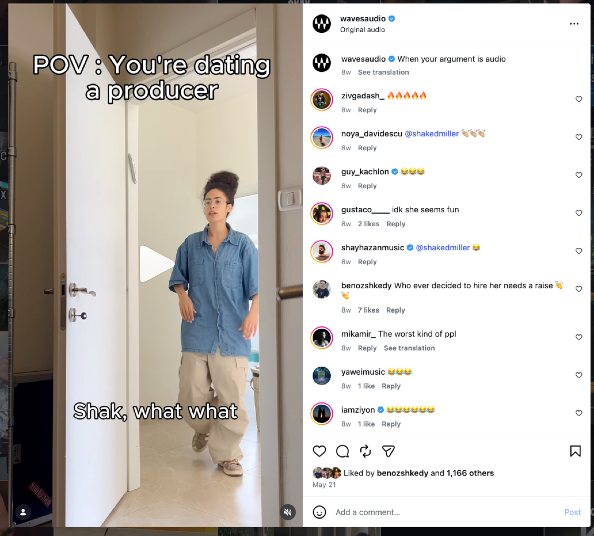 POV : You're dating
a producer
Shak, what what
wavesaudio
Original audio
wavesaudio When your argument is audio
8w See translation
zivgadash_ 🔥🔥🔥🔥🔥
8w Reply
noya_davidescu @shakedmiller 👏🏼👏🏼👏🏼
8w Reply
guy_kachlon 😂😂😂
8w Reply
gustaco____ idk she seems fun
8w 2 likes Reply
shayhazanmusic @shakedmiller 😂
8w Reply
benozshkedy Who ever decided to hire her needs a raise 👏
👏
8w 7 likes Reply
mikamir_ The worst kind of ppl
8w Reply See translation
yaweimusic 😂😂😂
8w 1 like Reply
iamziyon 😂😂😂😂😂😂
8w 1 like Reply
Liked by benozshkedy and 1,166 others
May 21
Add a comment...
Post